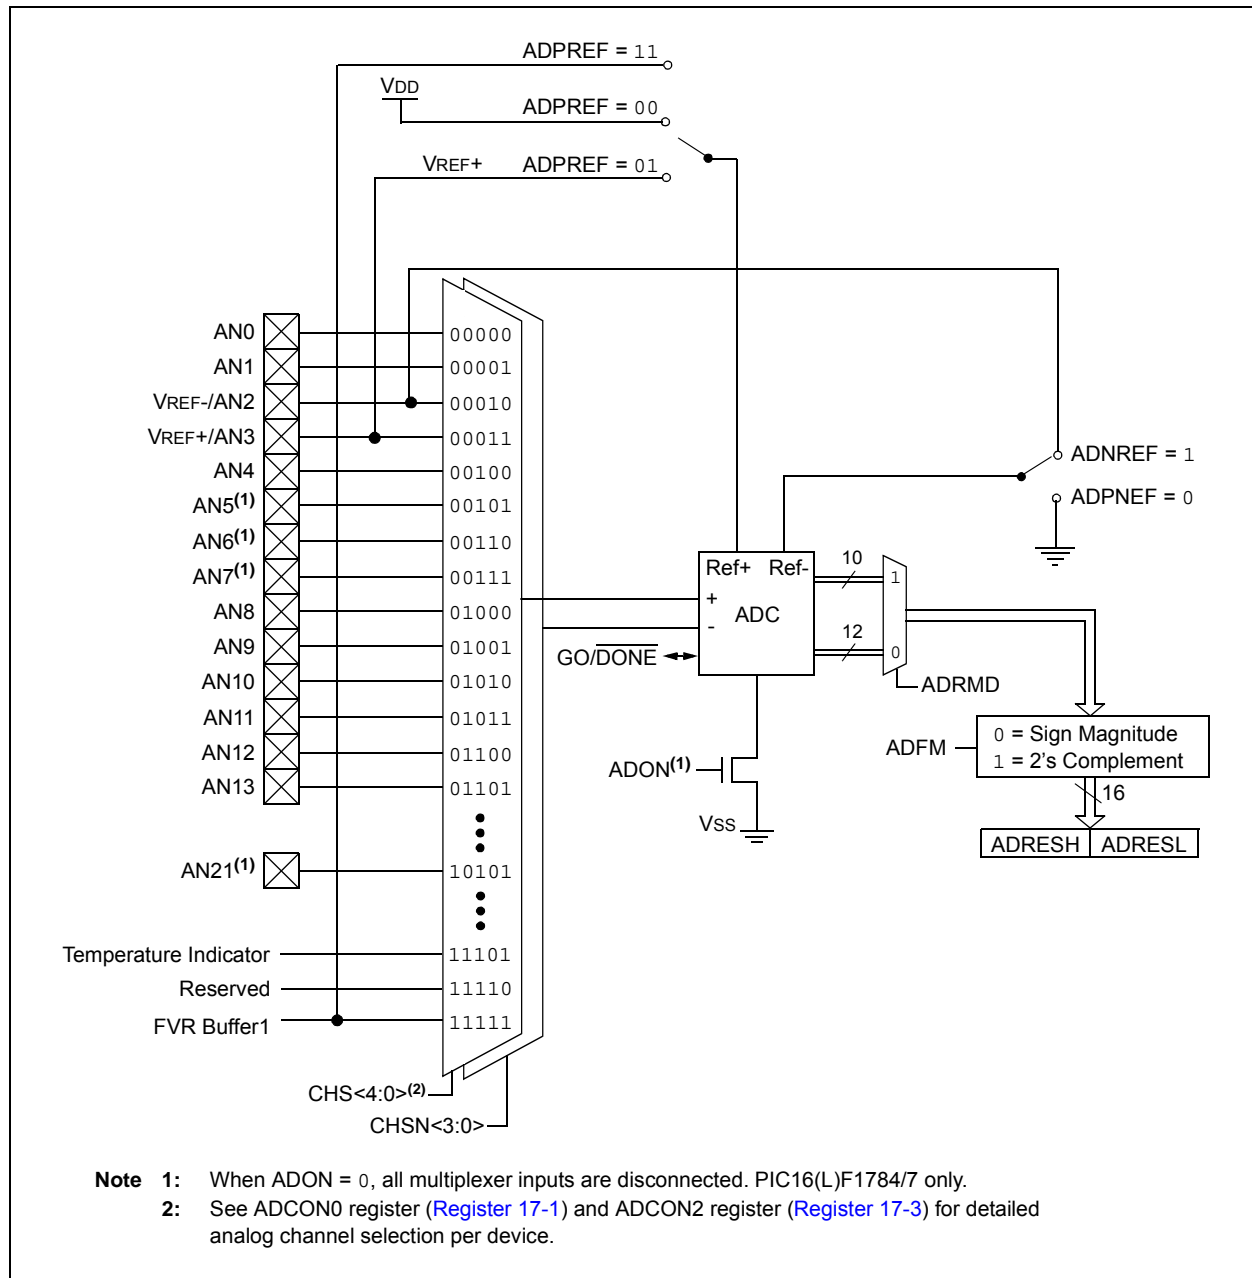 ADPREF = 11
VDD
ADPREF = 00
VREF+ ADPREF = 01
AN0 00000
AN1 00001
VREF-/AN2 00010
VREF+/AN3 00011
AN4 00100
AN5(1) 00101
AN6(1) 00110
AN7(1) 00111
AN8 01000
AN9 01001
AN10 01010
AN11 01011
AN12 01100
AN13 01101
AN21(1) 10101
Temperature Indicator 11101
Reserved 11110
FVR Buffer1 11111
CHS<4:0>(2)
CHSN<3:0>
ADNREF = 1
ADPNEF = 0
Ref+ Ref-
+
ADC
-
GO/DONE
10
1
12
0
ADRMD
ADON(1)
VSS
ADFM
0 = Sign Magnitude
1 = 2's Complement
16
ADRESH ADRESL
Note 1: When ADON = 0, all multiplexer inputs are disconnected. PIC16(L)F1784/7 only.
2: See ADCON0 register (Register 17-1) and ADCON2 register (Register 17-3) for detailed
analog channel selection per device.